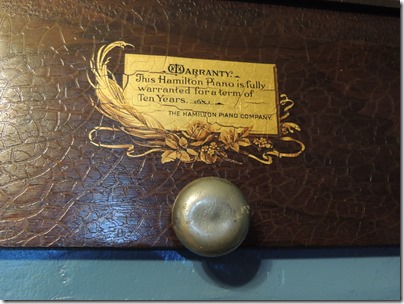 WARRANTY.
This Hamilton Piano is fully
warranted for a term of
Ten Years.
THE HAMILTON PIANO COMPANY.